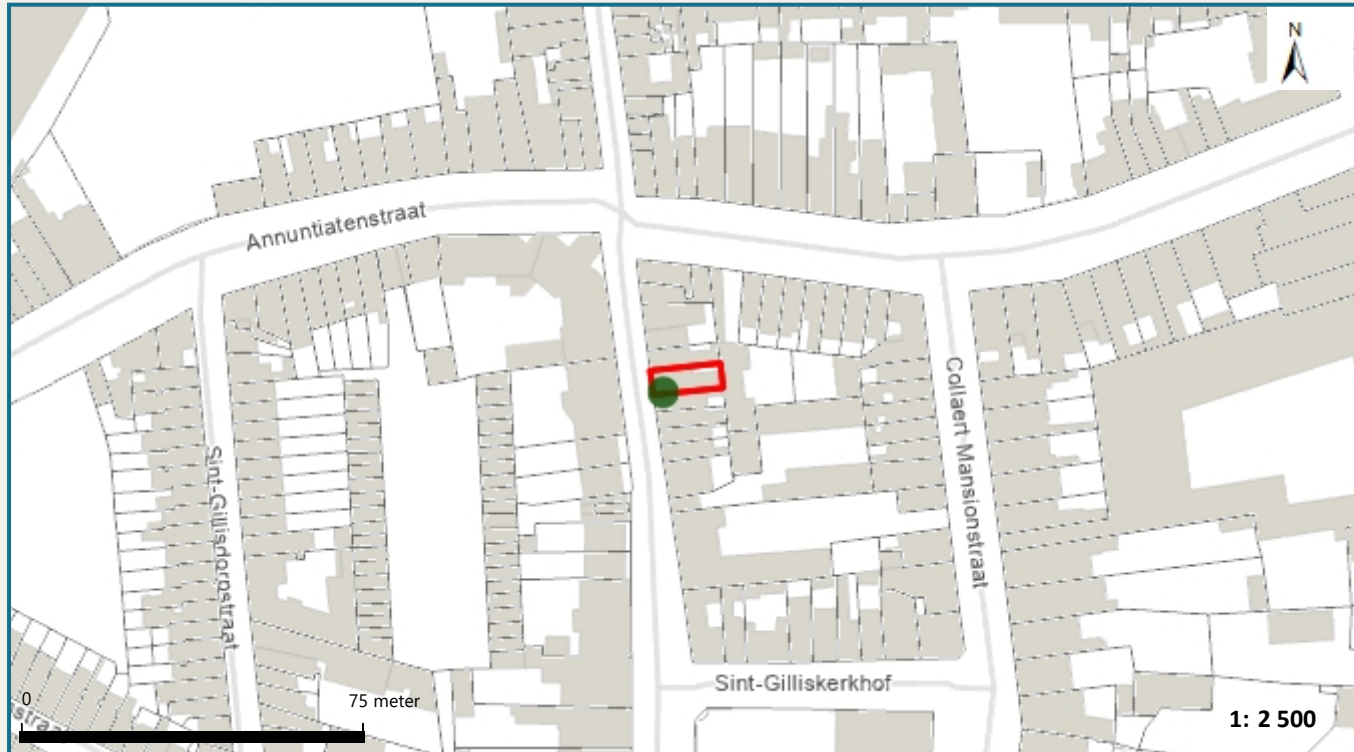 N
Annuntiatenstraat
Collaert Mansionstraat
Sint-Gillisdorpstraat
Sint-Gilliskerkhof
0
75 meter
1: 2 500